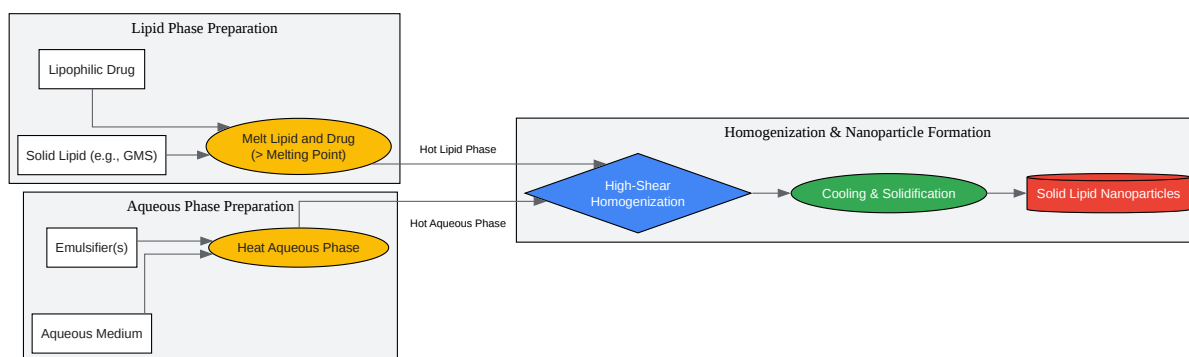 Lipid Phase Preparation
Lipophilic Drug
Solid Lipid (e.g., GMS)
Melt Lipid and Drug
(> Melting Point)
Hot Lipid Phase
Aqueous Phase Preparation
Emulsifier(s)
Aqueous Medium
Heat Aqueous Phase
Hot Aqueous Phase
Homogenization & Nanoparticle Formation
High-Shear
Homogenization
Cooling & Solidification
Solid Lipid Nanoparticles